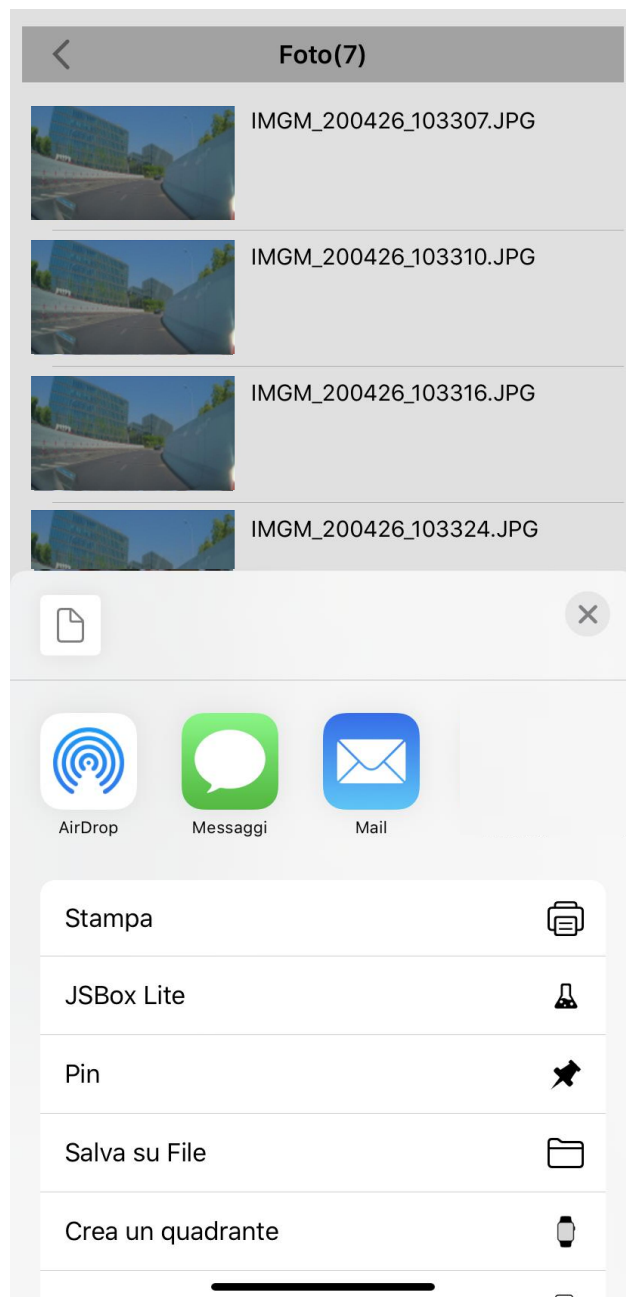 Foto(7)
IMGM_200426_103307.JPG
IMGM_200426_103310.JPG
IMGM_200426_103316.JPG
IMGM_200426_103324.JPG
AirDrop
Messaggi
Mail
Stampa
JSBox Lite
Pin
Salva su File
Crea un quadrante